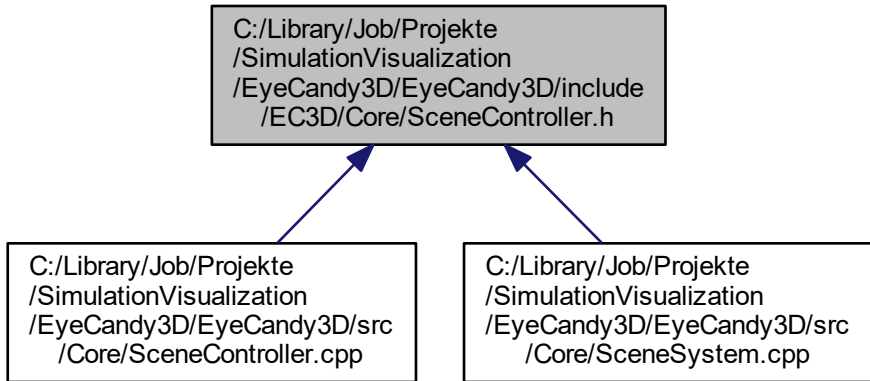 C:/Library/Job/Projekte
/SimulationVisualization
/EyeCandy3D/EyeCandy3D/include
/EC3D/Core/SceneController.h
C:/Library/Job/Projekte
/SimulationVisualization
/EyeCandy3D/EyeCandy3D/src
/Core/SceneController.cpp
C:/Library/Job/Projekte
/SimulationVisualization
/EyeCandy3D/EyeCandy3D/src
/Core/SceneSystem.cpp